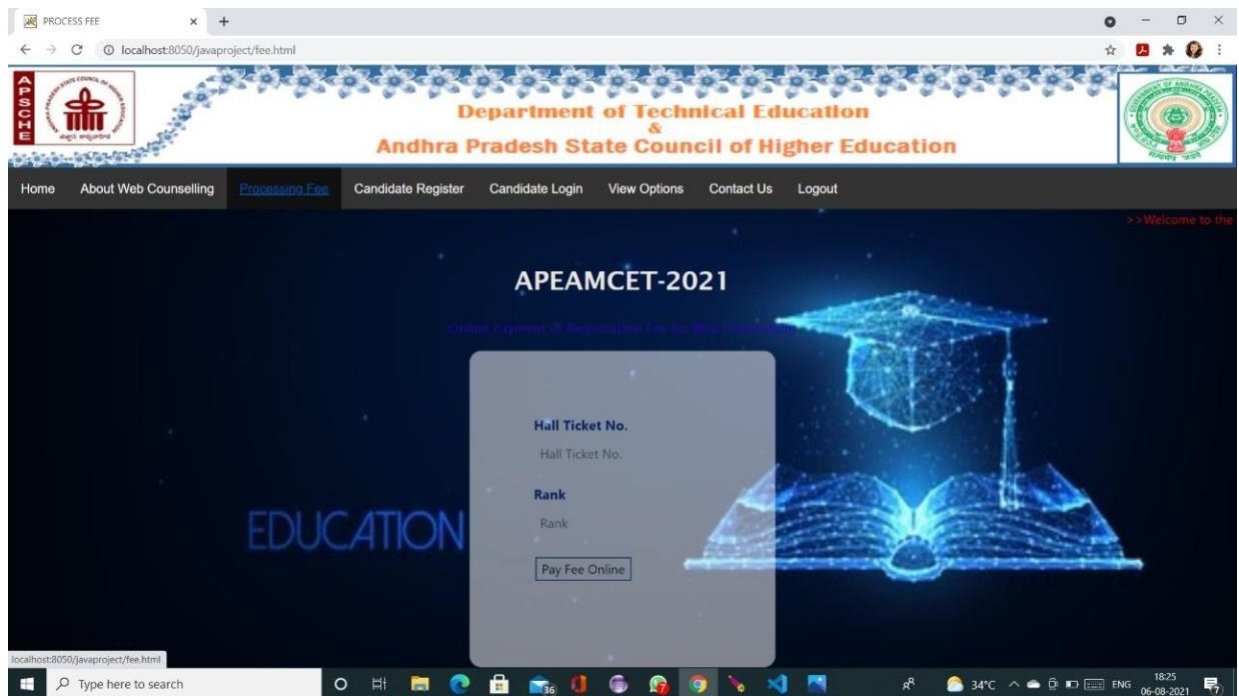 PROCESS FEE
localhost:8050/javaproject/fee.html
APSCHE
Department of Technical Education
&
Andhra Pradesh State Council of Higher Education
Home About Web Counselling Processing Fee Candidate Register Candidate Login View Options Contact Us Logout
>>Welcome to the
APEAMCET-2021
Online Payment of Registration Fee for Web
Hall Ticket No.
Hall Ticket No.
Rank
Rank
EDUCATION
Pay Fee Online
localhost:8050/javaproject/fee.html
Type here to search
36
34°C
ENG
18:25
06-08-2021